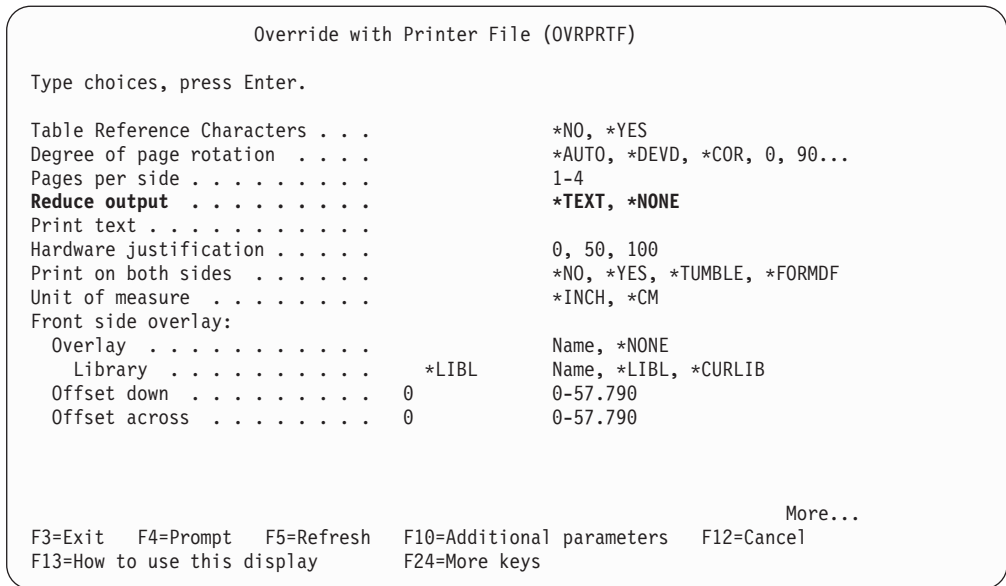 Override with Printer File (OVRPRTF)
Type choices, press Enter.
Table Reference Characters . . . *NO, *YES
Degree of page rotation . . . . *AUTO, *DEVD, *COR, 0, 90...
Pages per side . . . . . . . . . 1-4
Reduce output . . . . . . . . . *TEXT, *NONE
Print text . . . . . . . . . . .
Hardware justification . . . . . 0, 50, 100
Print on both sides . . . . . . *NO, *YES, *TUMBLE, *FORMDF
Unit of measure . . . . . . . . *INCH, *CM
Front side overlay:
Overlay . . . . . . . . . . . Name, *NONE
Library . . . . . . . . . . *LIBL Name, *LIBL, *CURLIB
Offset down . . . . . . . . . 0 0-57.790
Offset across . . . . . . . . 0 0-57.790
More...
F3=Exit F4=Prompt F5=Refresh F10=Additional parameters F12=Cancel
F13=How to use this display F24=More keys